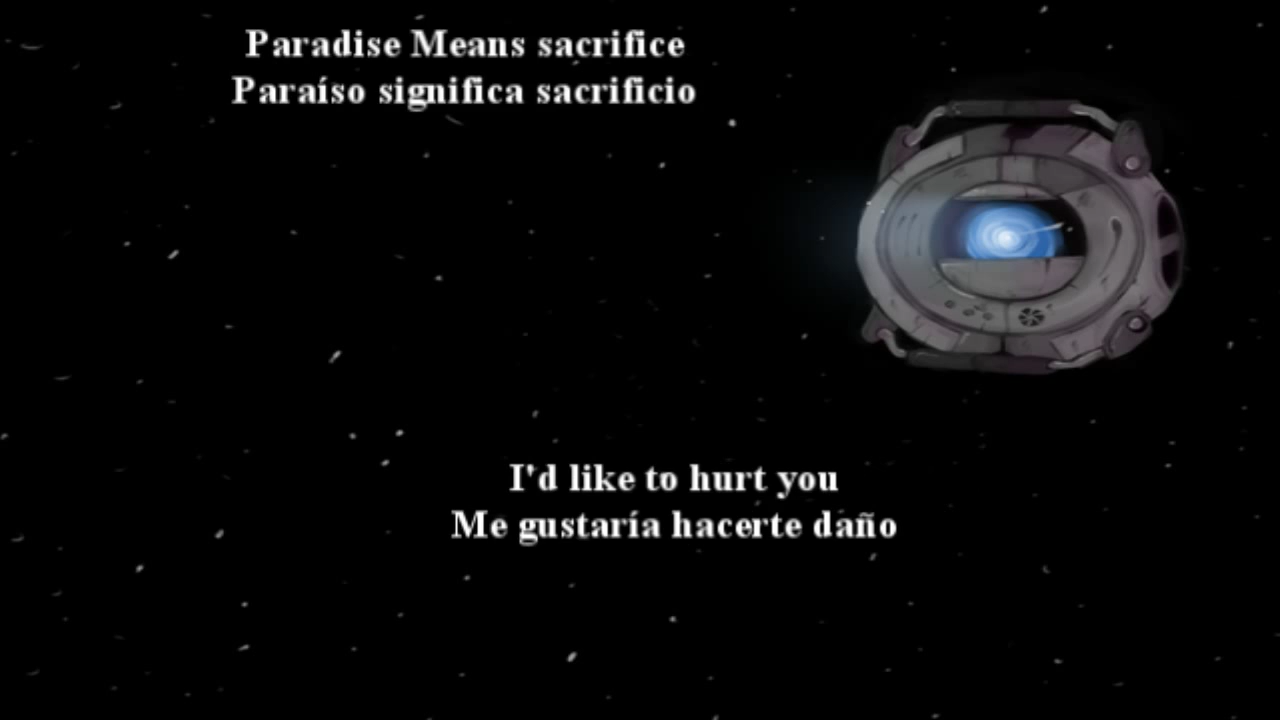 Paradise Means sacrifice
Paraíso significa sacrificio
I'd like to hurt you
Me gustaría hacerte daño